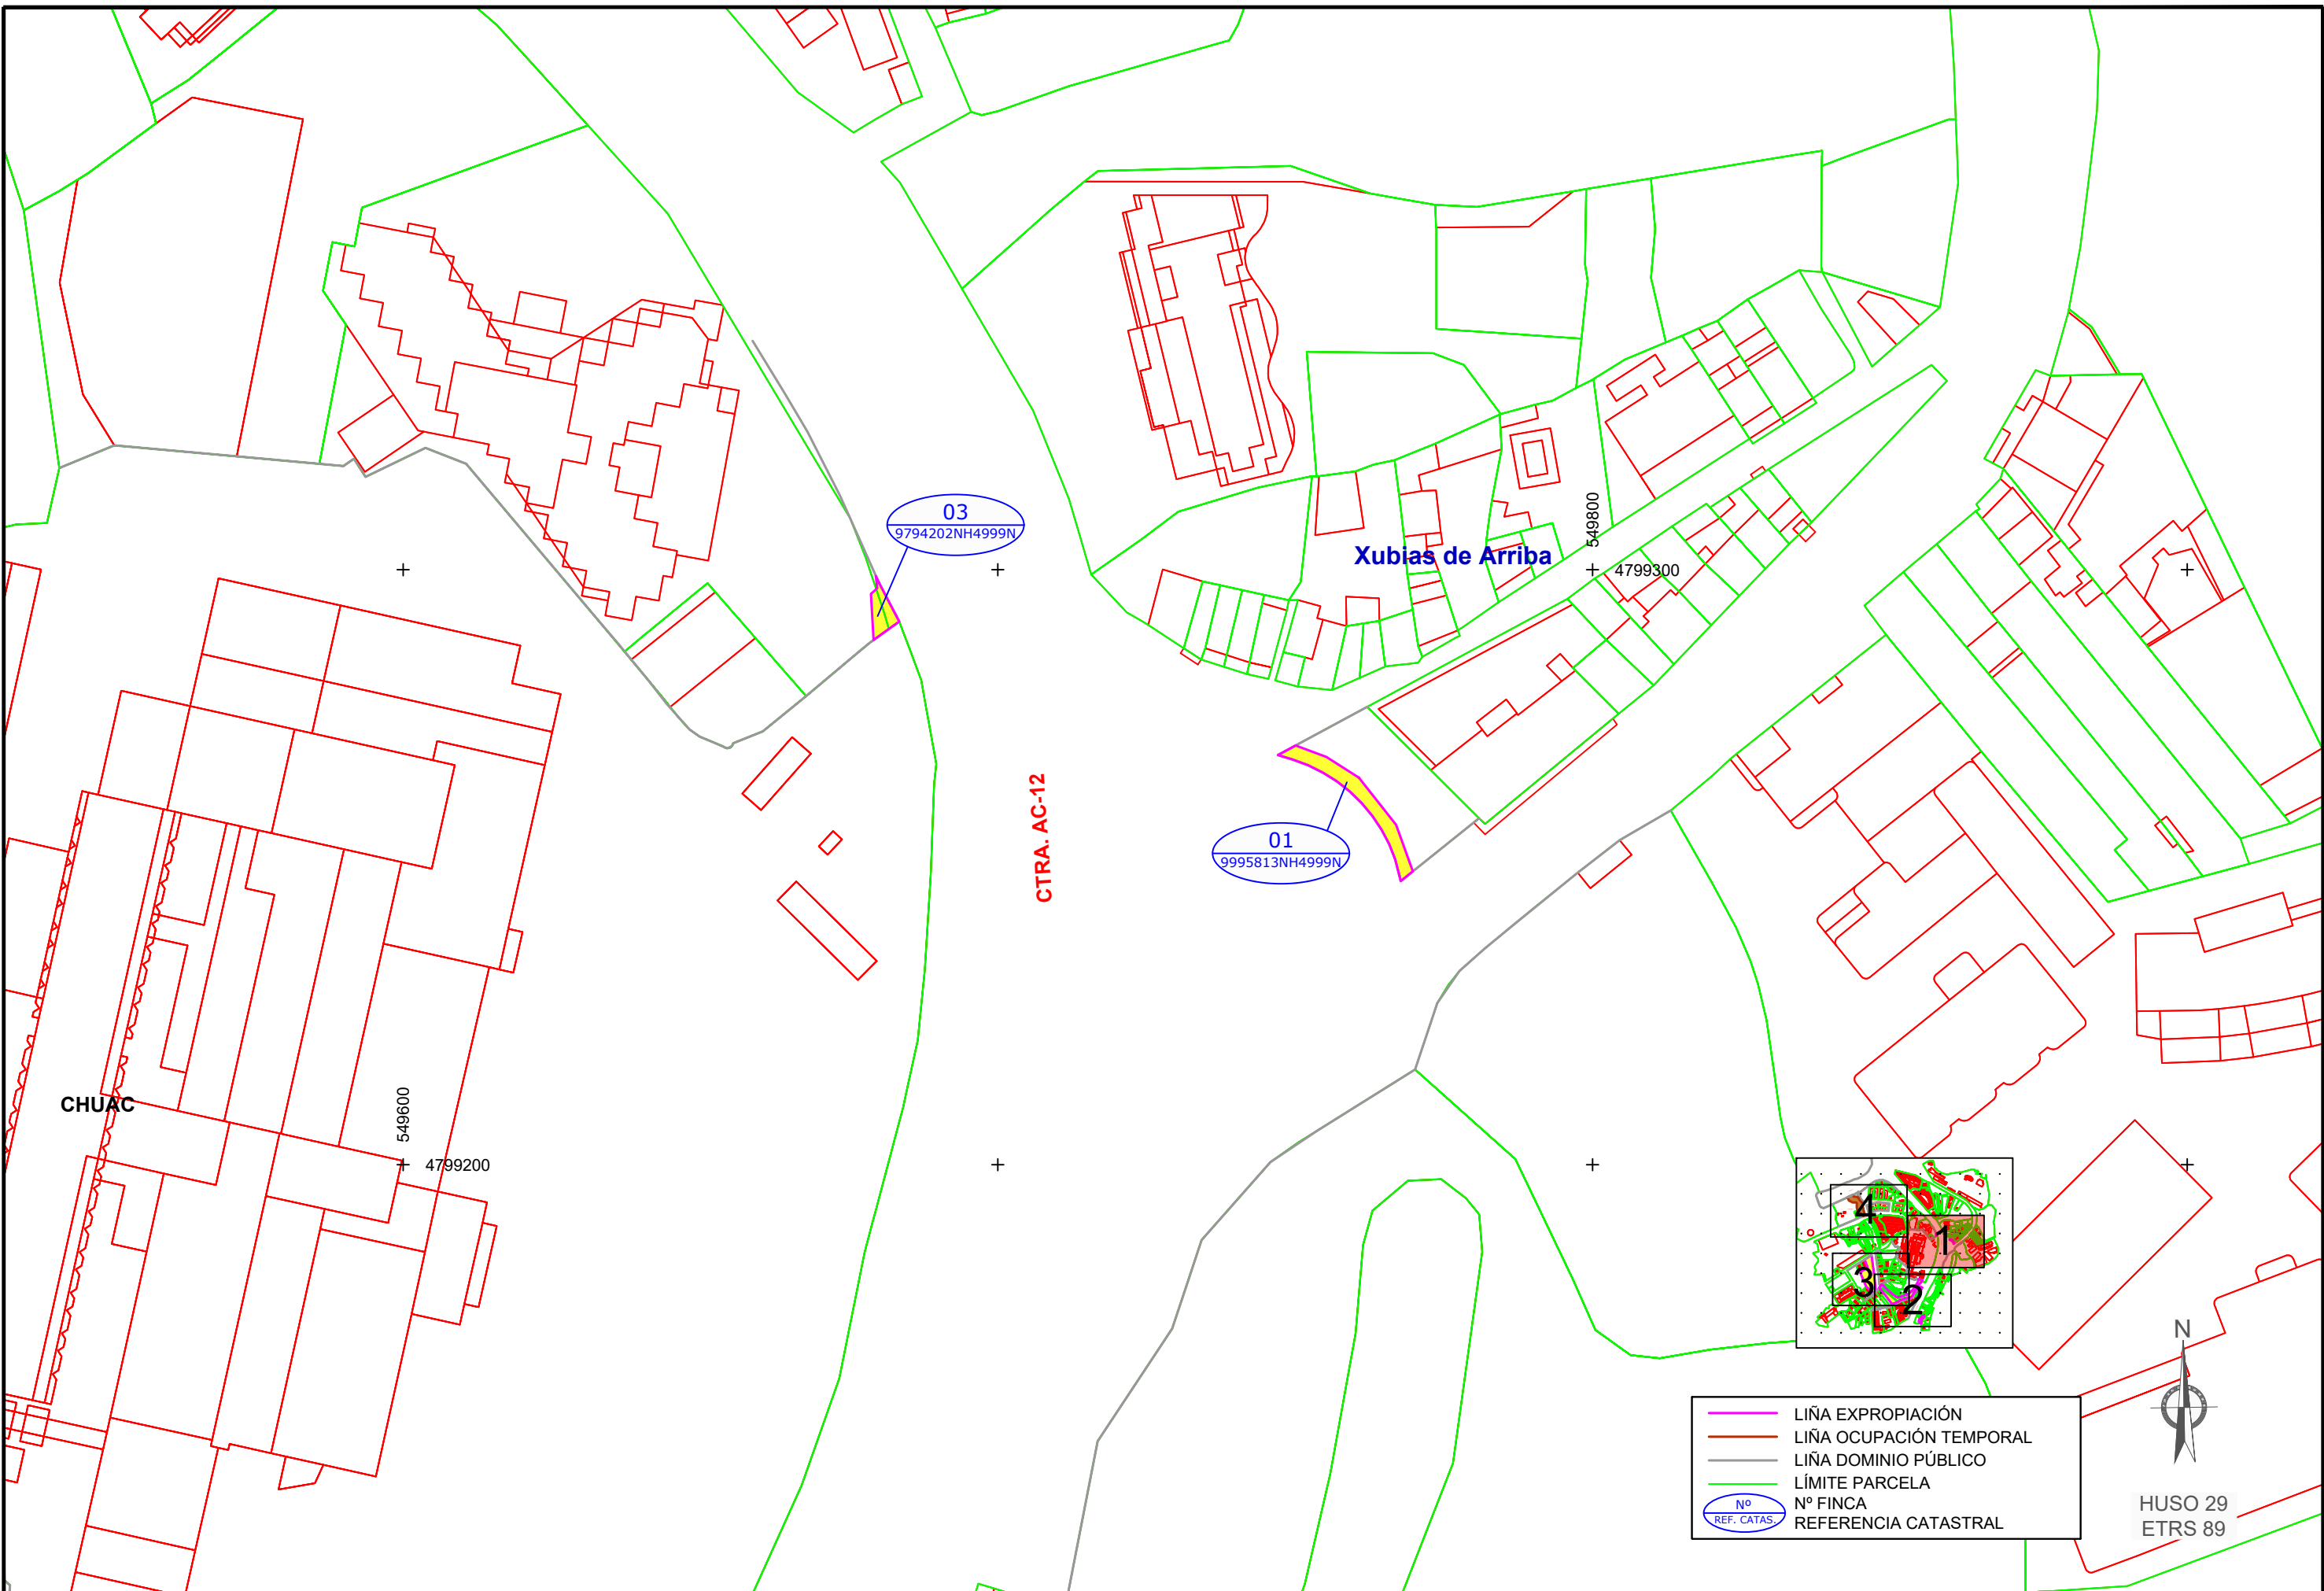 03
9794202NH4999N
549800
Xubias de Arriba
4799300
CTRA. AC-12
01
9995813NH4999N
CHUAC
549600
4799200
4
1
3
2
N
LIÑA EXPROPIACIÓN
LIÑA OCUPACIÓN TEMPORAL
LIÑA DOMINIO PÚBLICO
LÍMITE PARCELA
Nº
REF. CATAS.
Nº FINCA
REFERENCIA CATASTRAL
HUSO 29
ETRS 89